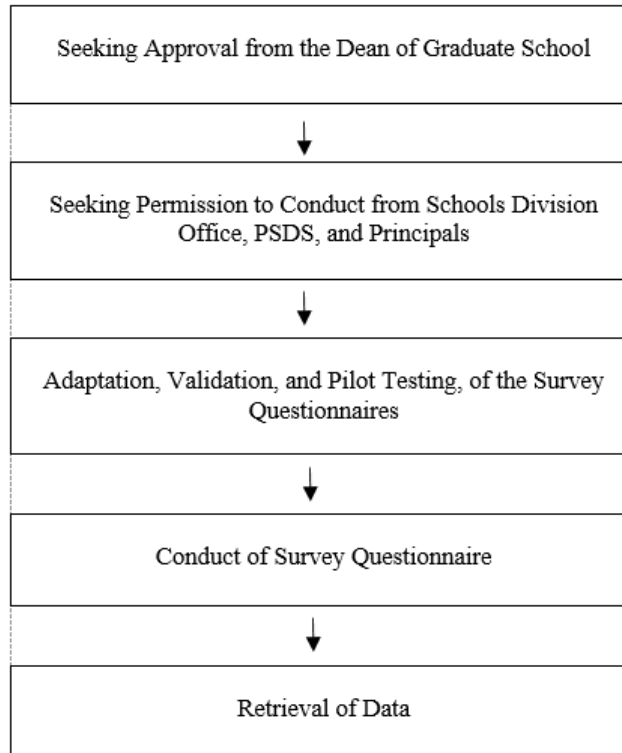 Seeking Approval from the Dean of Graduate School
Seeking Permission to Conduct from Schools Division
Office, PSDS, and Principals
Adaptation, Validation, and Pilot Testing, of the Survey
Questionnaires
Conduct of Survey Questionnaire
Retrieval of Data